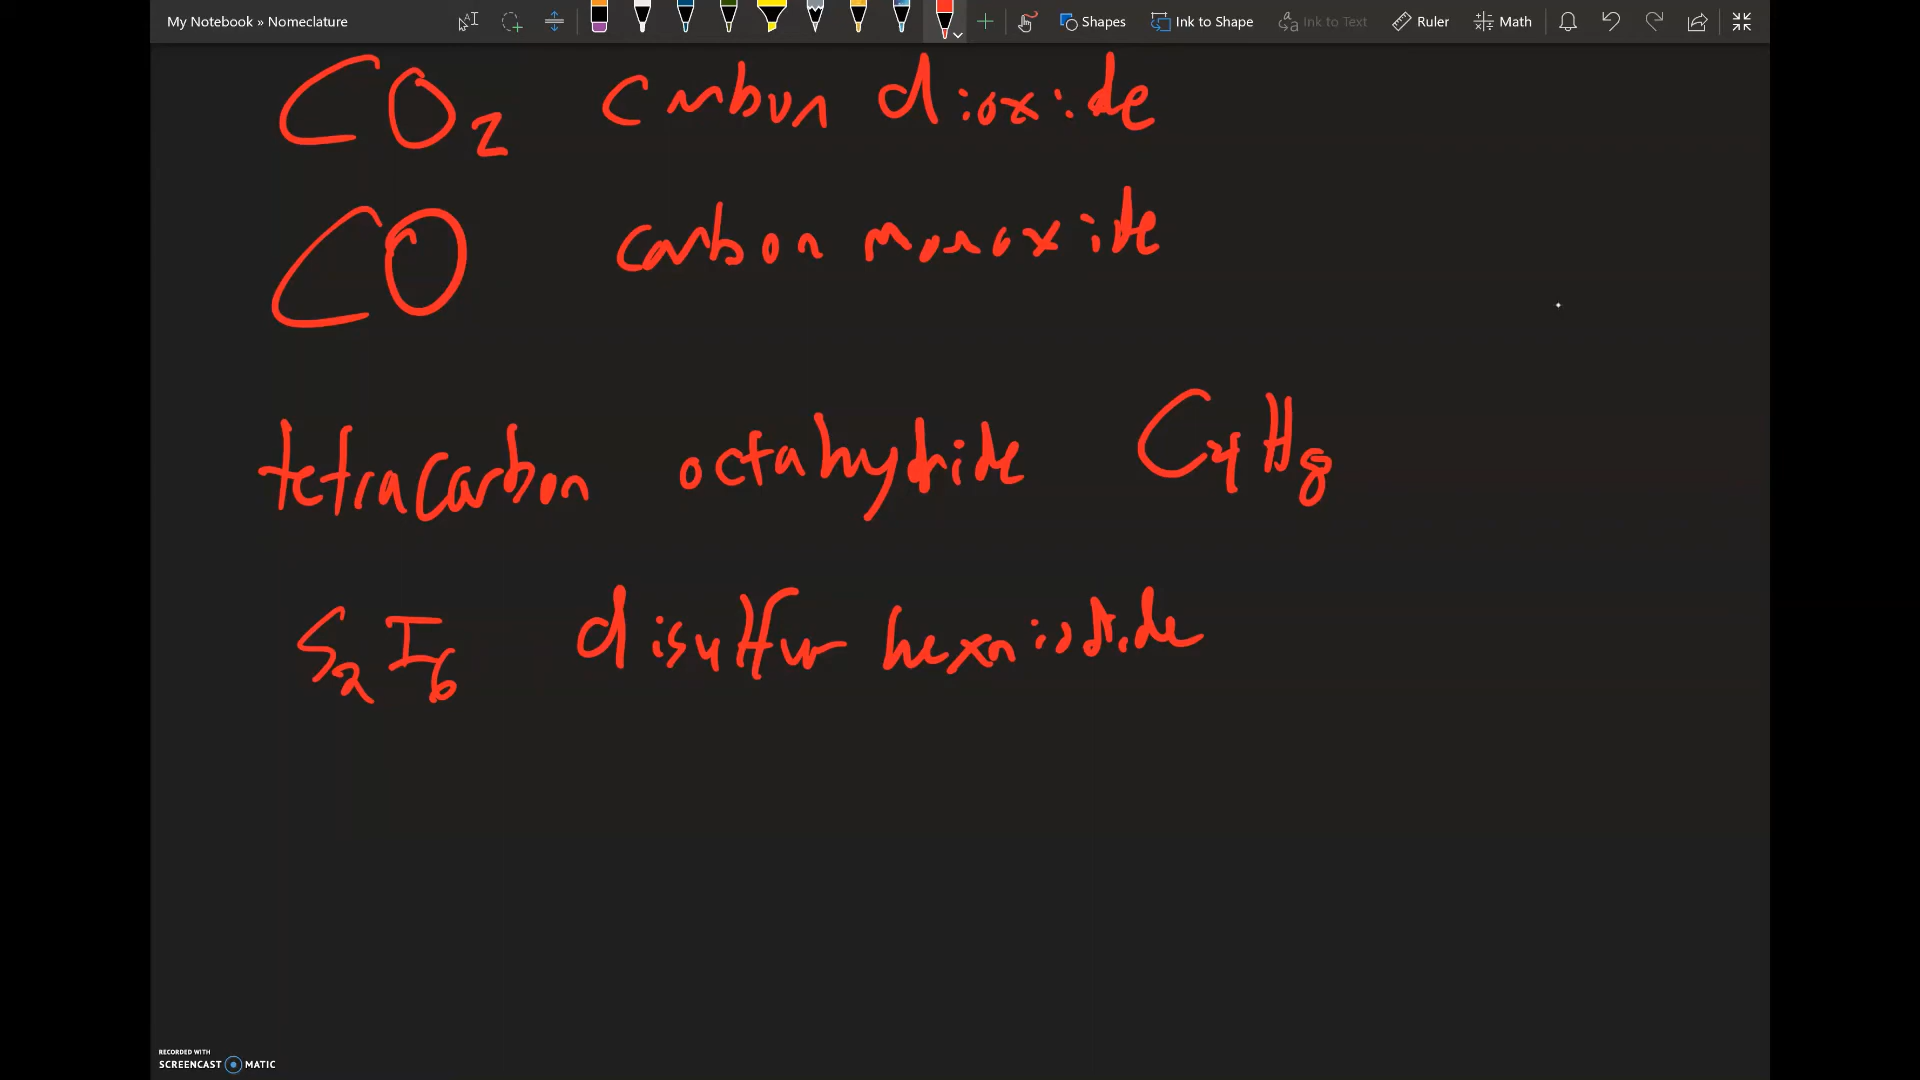 My Notebook » Nomeclature Shapes Ink to Shape Ink to Text Ruler Math
CO₂ carbon dioxide
CO carbon monoxide
tetracarbon octahydride C₄H₈
S₂I₆ disulfur hexaiodide
RECORDED WITH
SCREENCAST MATIC